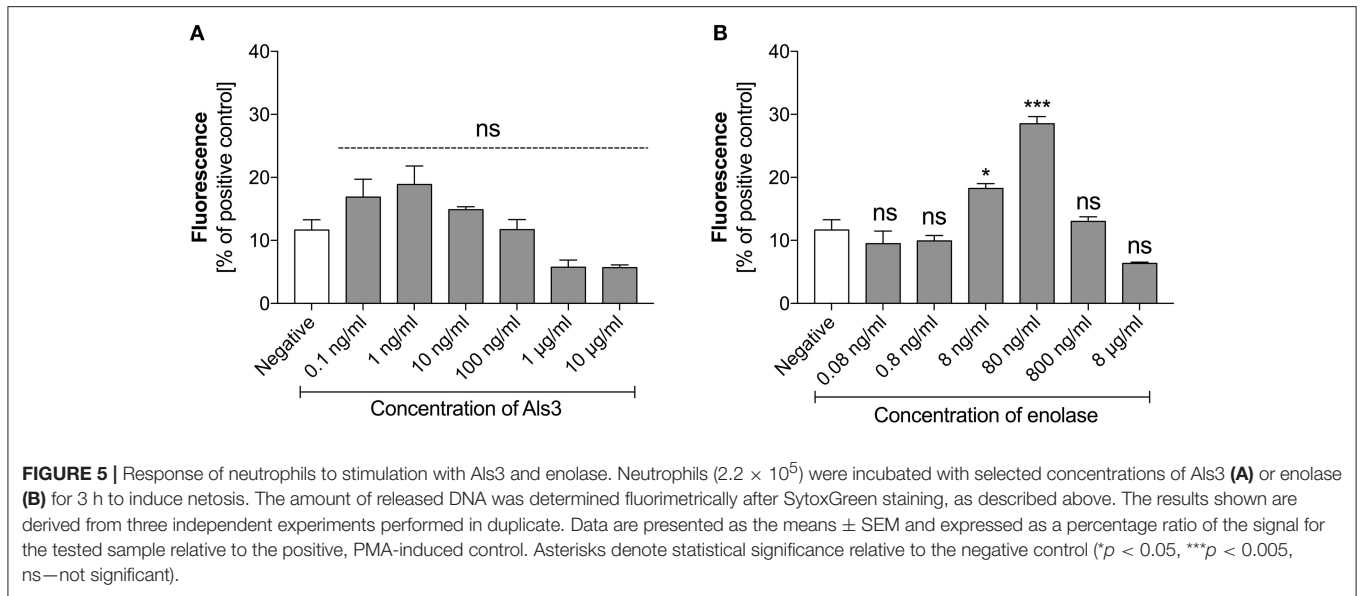 A
Fluorescence
[% of positive control]
40
30
20
10
0
ns
Negative
0.1 ng/ml
1 ng/ml
10 ng/ml
100 ng/ml
1 µg/ml
10 µg/ml
Concentration of Als3
B
Fluorescence
[% of positive control]
40
30
20
10
0
ns
ns
*
***
ns
ns
Negative
0.08 ng/ml
0.8 ng/ml
8 ng/ml
80 ng/ml
800 ng/ml
8 µg/ml
Concentration of enolase
FIGURE 5 | Response of neutrophils to stimulation with Als3 and enolase. Neutrophils (2.2 × 10⁵) were incubated with selected concentrations of Als3 (A) or enolase
(B) for 3 h to induce netosis. The amount of released DNA was determined fluorimetrically after SytoxGreen staining, as described above. The results shown are
derived from three independent experiments performed in duplicate. Data are presented as the means ± SEM and expressed as a percentage ratio of the signal for
the tested sample relative to the positive, PMA-induced control. Asterisks denote statistical significance relative to the negative control (*p < 0.05, ***p < 0.005,
ns—not significant).